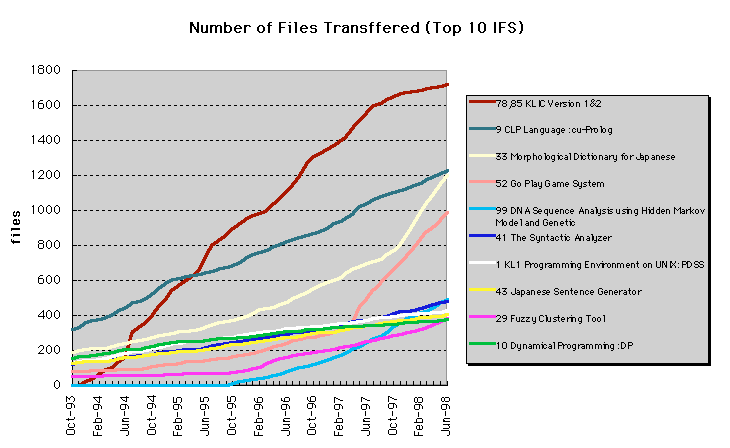 Number of Files Transffered (Top 10 IFS)
1800
1600
1400
1200
1000
800
600
400
200
0
files
Oct-93
Feb-94
Jun-94
Oct-94
Feb-95
Jun-95
Oct-95
Feb-96
Jun-96
Oct-96
Feb-97
Jun-97
Oct-97
Feb-98
Jun-98
78,85 KLIC Version 1&2
9 CLP Language :cu-Prolog
33 Morphological Dictionary for Japanese
52 Go Play Game System
99 DNA Sequence Analysis using Hidden Markov
Model and Genetic
41 The Syntactic Analyzer
1 KL1 Programming Environment on UNIX: PDSS
43 Japanese Sentence Generator
29 Fuzzy Clustering Tool
10 Dynamical Programming :DP